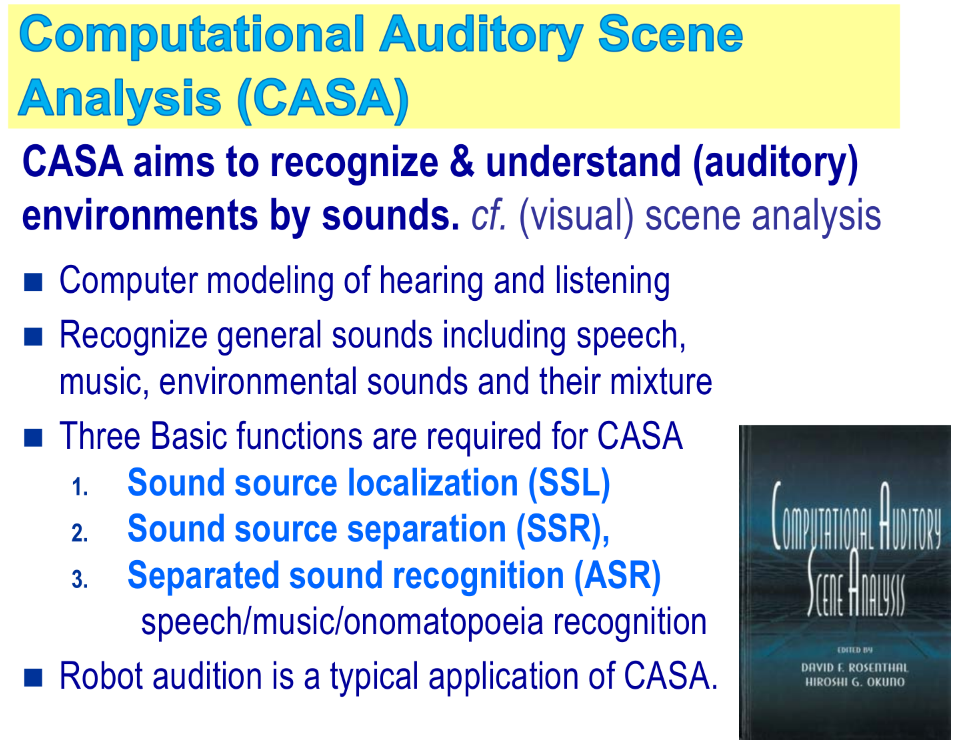 Computational Auditory Scene
Analysis (CASA)
CASA aims to recognize & understand (auditory)
environments by sounds. cf. (visual) scene analysis
Computer modeling of hearing and listening
Recognize general sounds including speech,
music, environmental sounds and their mixture
Three Basic functions are required for CASA
1. Sound source localization (SSL)
2. Sound source separation (SSR),
3. Separated sound recognition (ASR)
speech/music/onomatopoeia recognition
Robot audition is a typical application of CASA.
COMPUTATIONAL AUDITORY
SCENE ANALYSIS
EDITED BY
DAVID F. ROSENTHAL
HIROSHI G. OKUNO